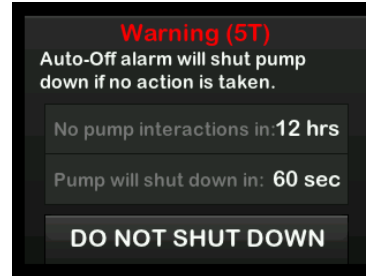 Warning (5T)
Auto-Off alarm will shut pump
down if no action is taken.
No pump interactions in:12 hrs
Pump will shut down in: 60 sec
DO NOT SHUT DOWN